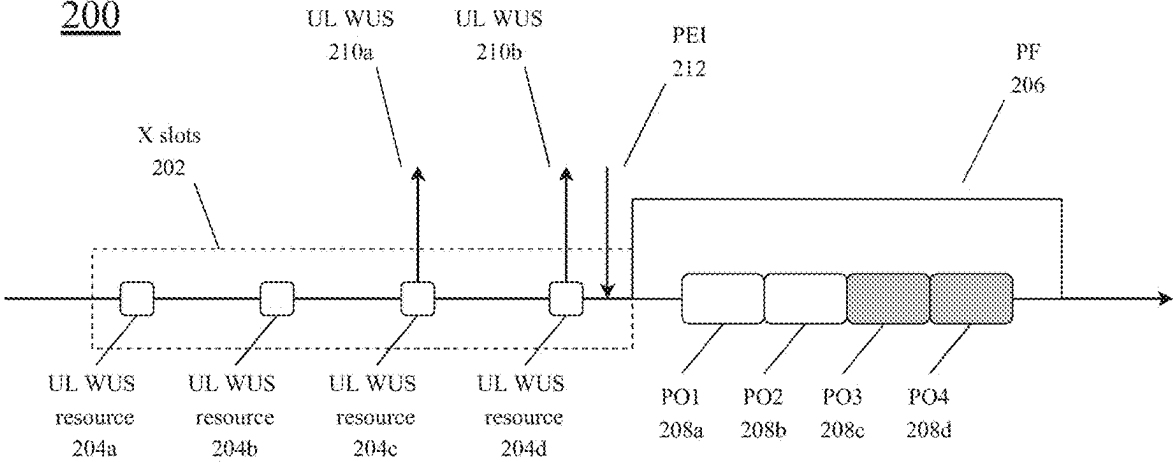 200
UL WUS
210a
UL WUS
210b
PEI
212
PF
206
X slots
202
UL WUS
resource
204a
UL WUS
resource
204b
UL WUS
resource
204c
UL WUS
resource
204d
PO1
208a
PO2
208b
PO3
208c
PO4
208d